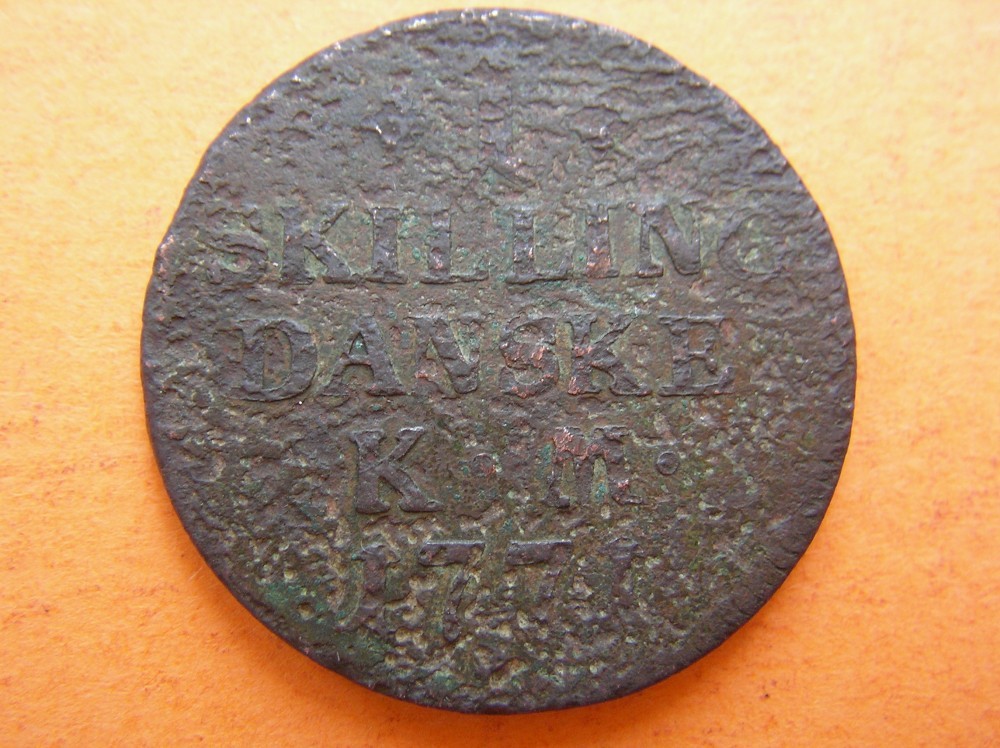 1
SKILLING
DANSKE
K · M ·
1771